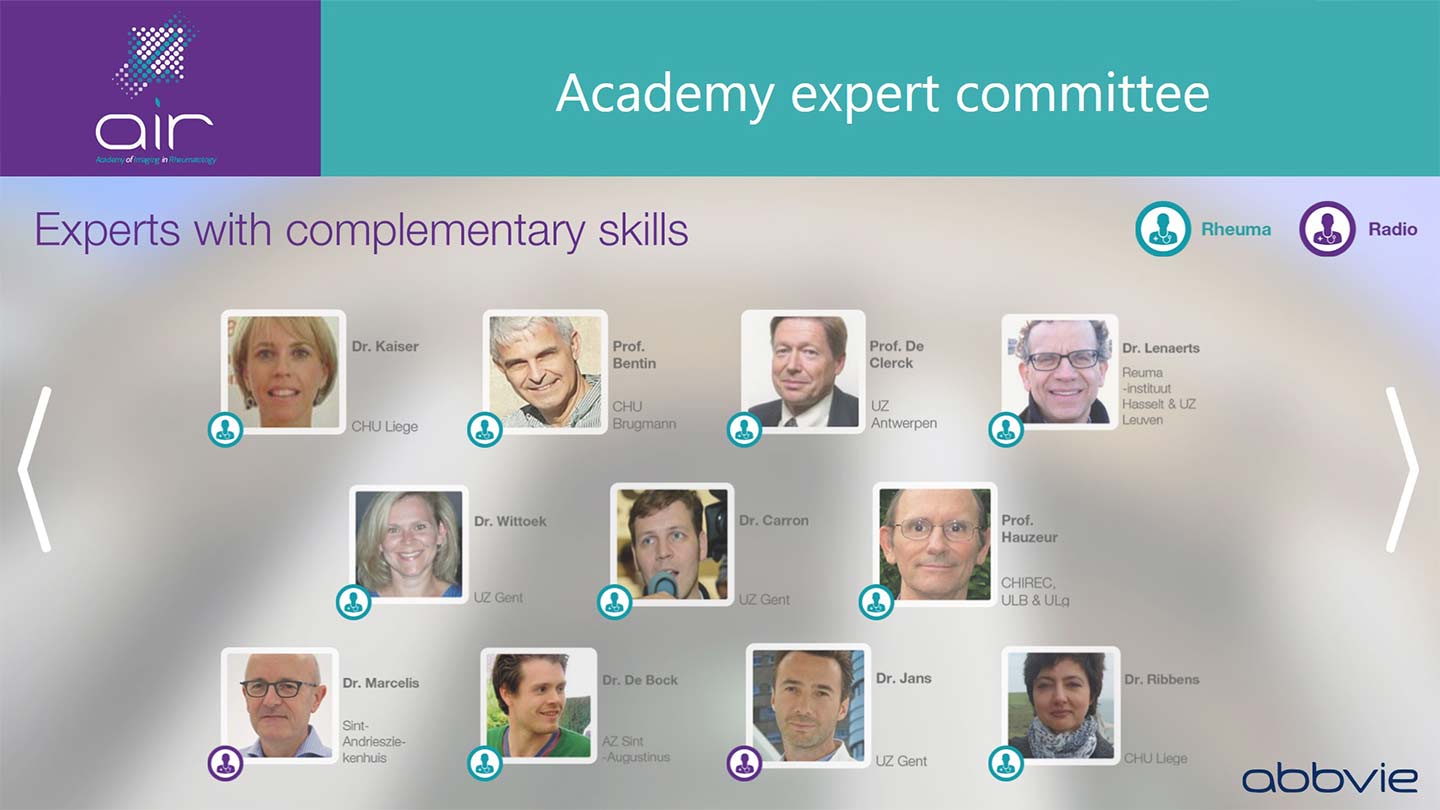 air
Academy of Imaging in Rheumatology
Academy expert committee
Experts with complementary skills
Rheuma
Radio
Dr. Kaiser
CHU Liege
Prof.
Bentin
CHU
Brugmann
Prof. De
Clerck
UZ
Antwerpen
Dr. Lenaerts
Reuma
-instituut
Hasselt & UZ
Leuven
Dr. Wittoek
UZ Gent
Dr. Carron
UZ Gent
Prof.
Hauzeur
CHIREC,
ULB & ULg
Dr. Marcelis
Sint-
Andrieszie-
kenhuis
Dr. De Bock
AZ Sint
-Augustinus
Dr. Jans
UZ Gent
Dr. Ribbens
CHU Liege
abbvie